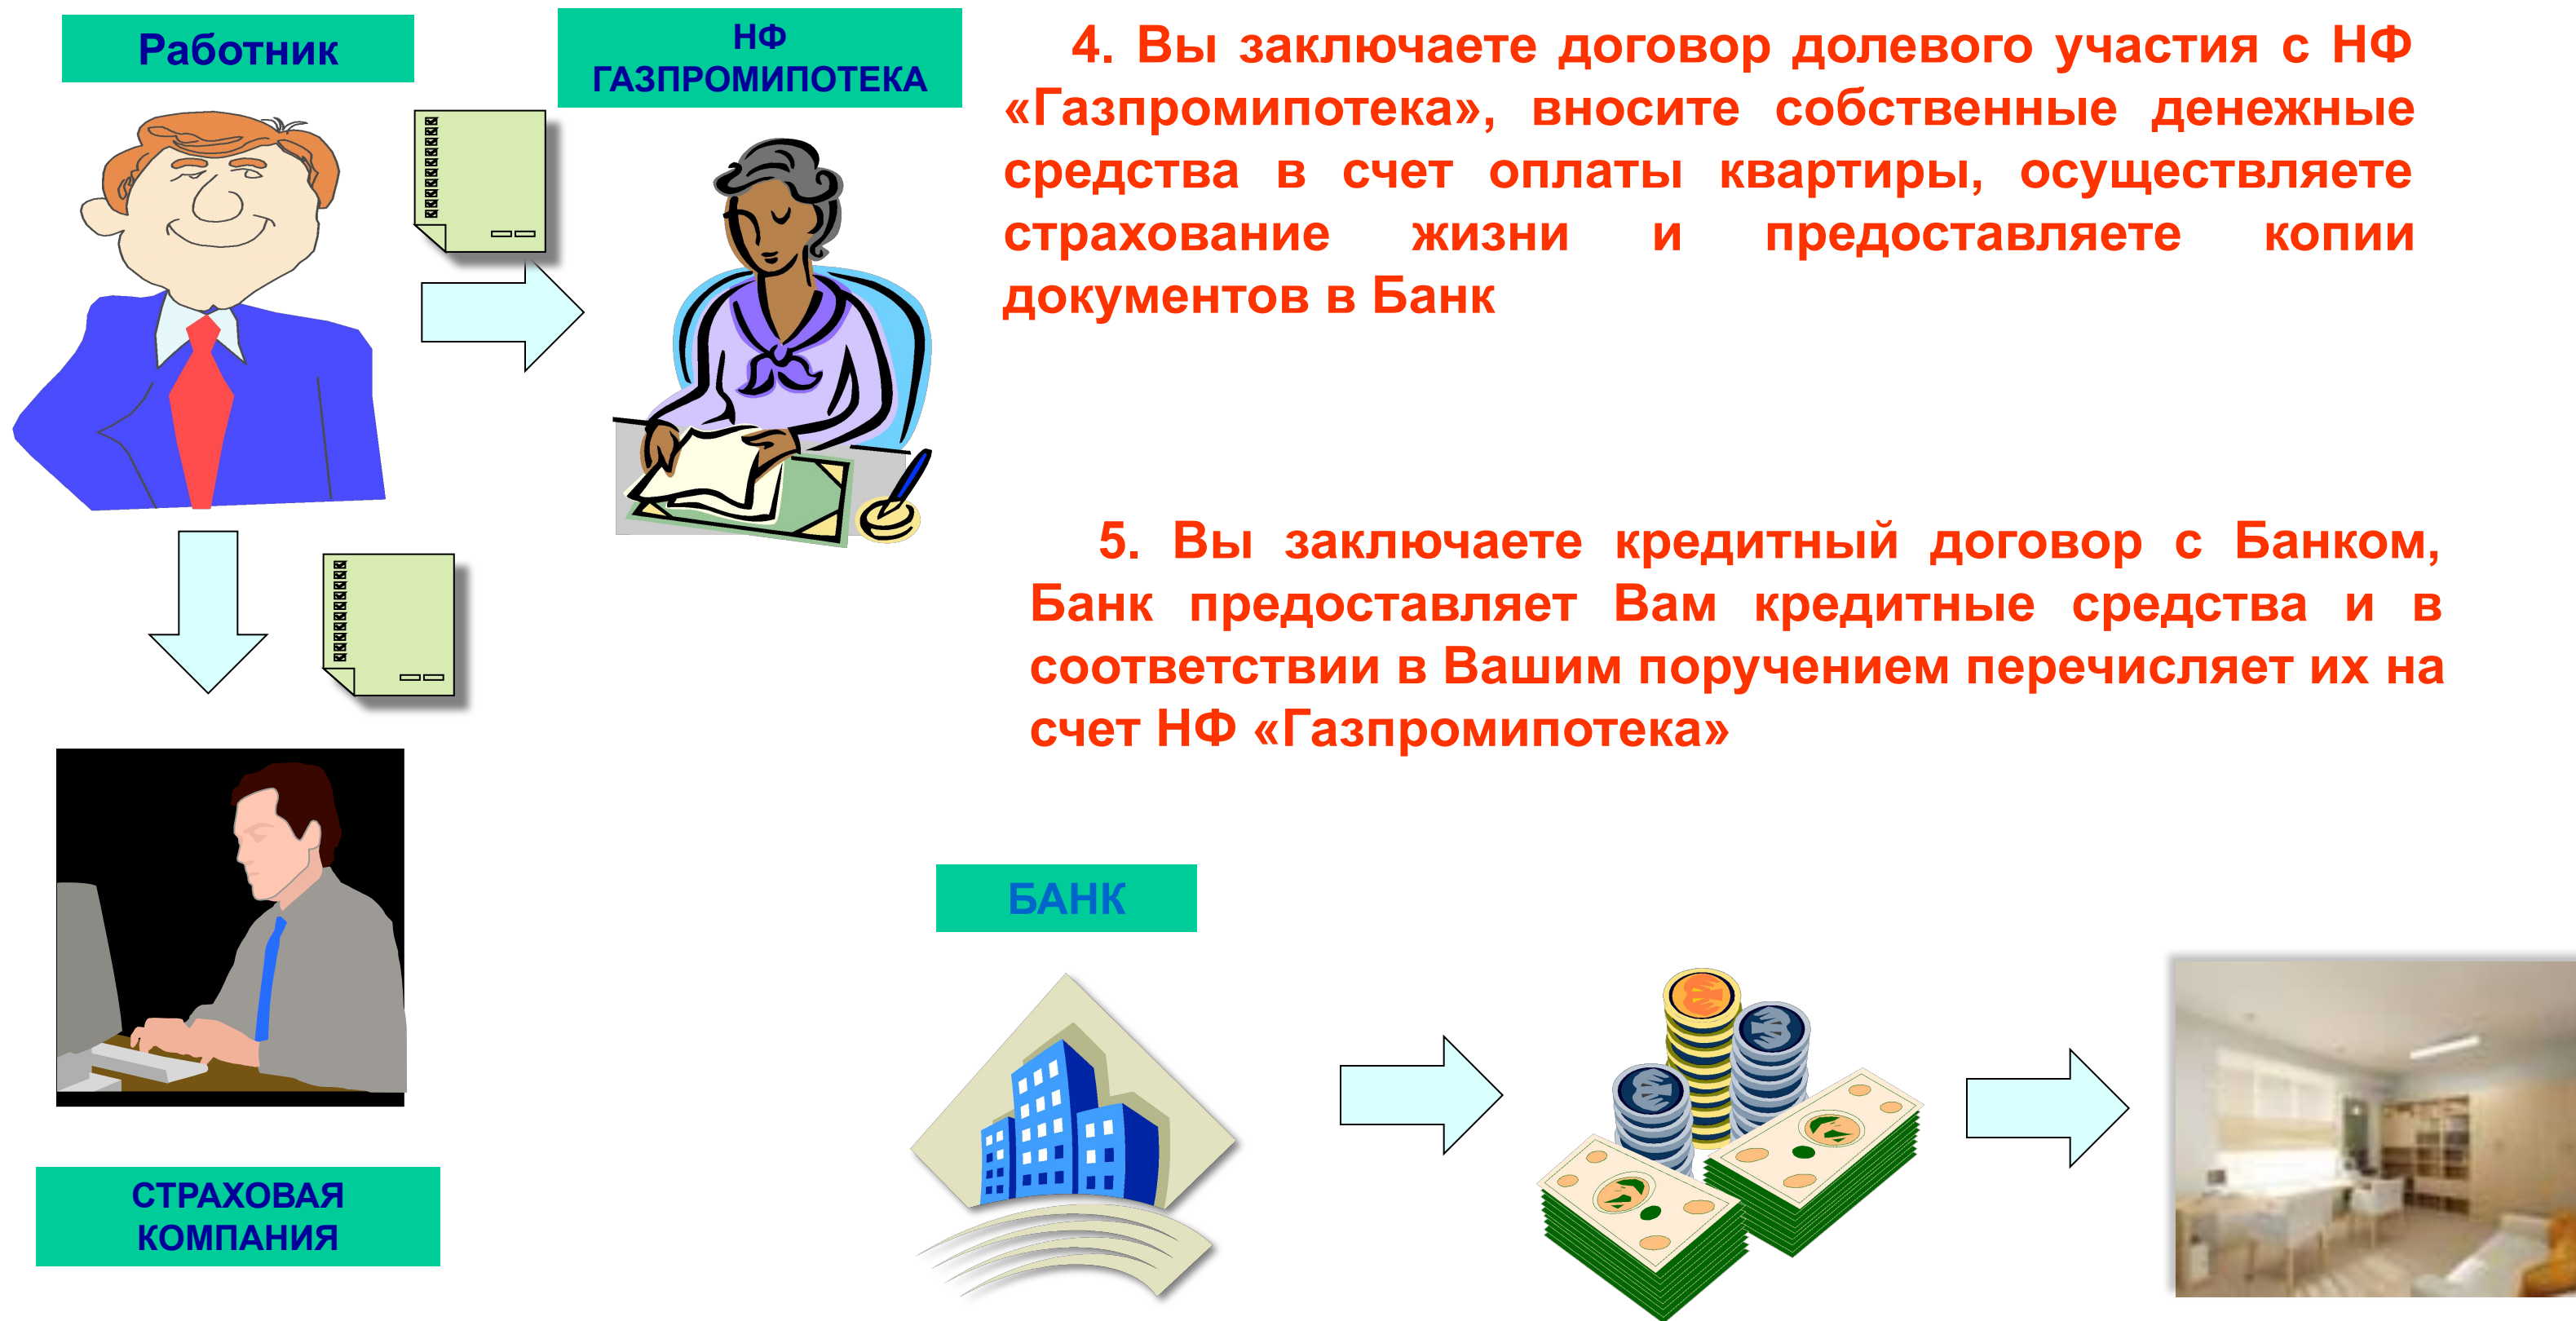 Работник
НФ
ГАЗПРОМИПОТЕКА
4. Вы заключаете договор долевого участия с НФ
«Газпромипотека», вносите собственные денежные
средства в счет оплаты квартиры, осуществляете
страхование жизни и предоставляете копии
документов в Банк
5. Вы заключаете кредитный договор с Банком,
Банк предоставляет Вам кредитные средства и в
соответствии в Вашим поручением перечисляет их на
счет НФ «Газпромипотека»
БАНК
СТРАХОВАЯ
КОМПАНИЯ